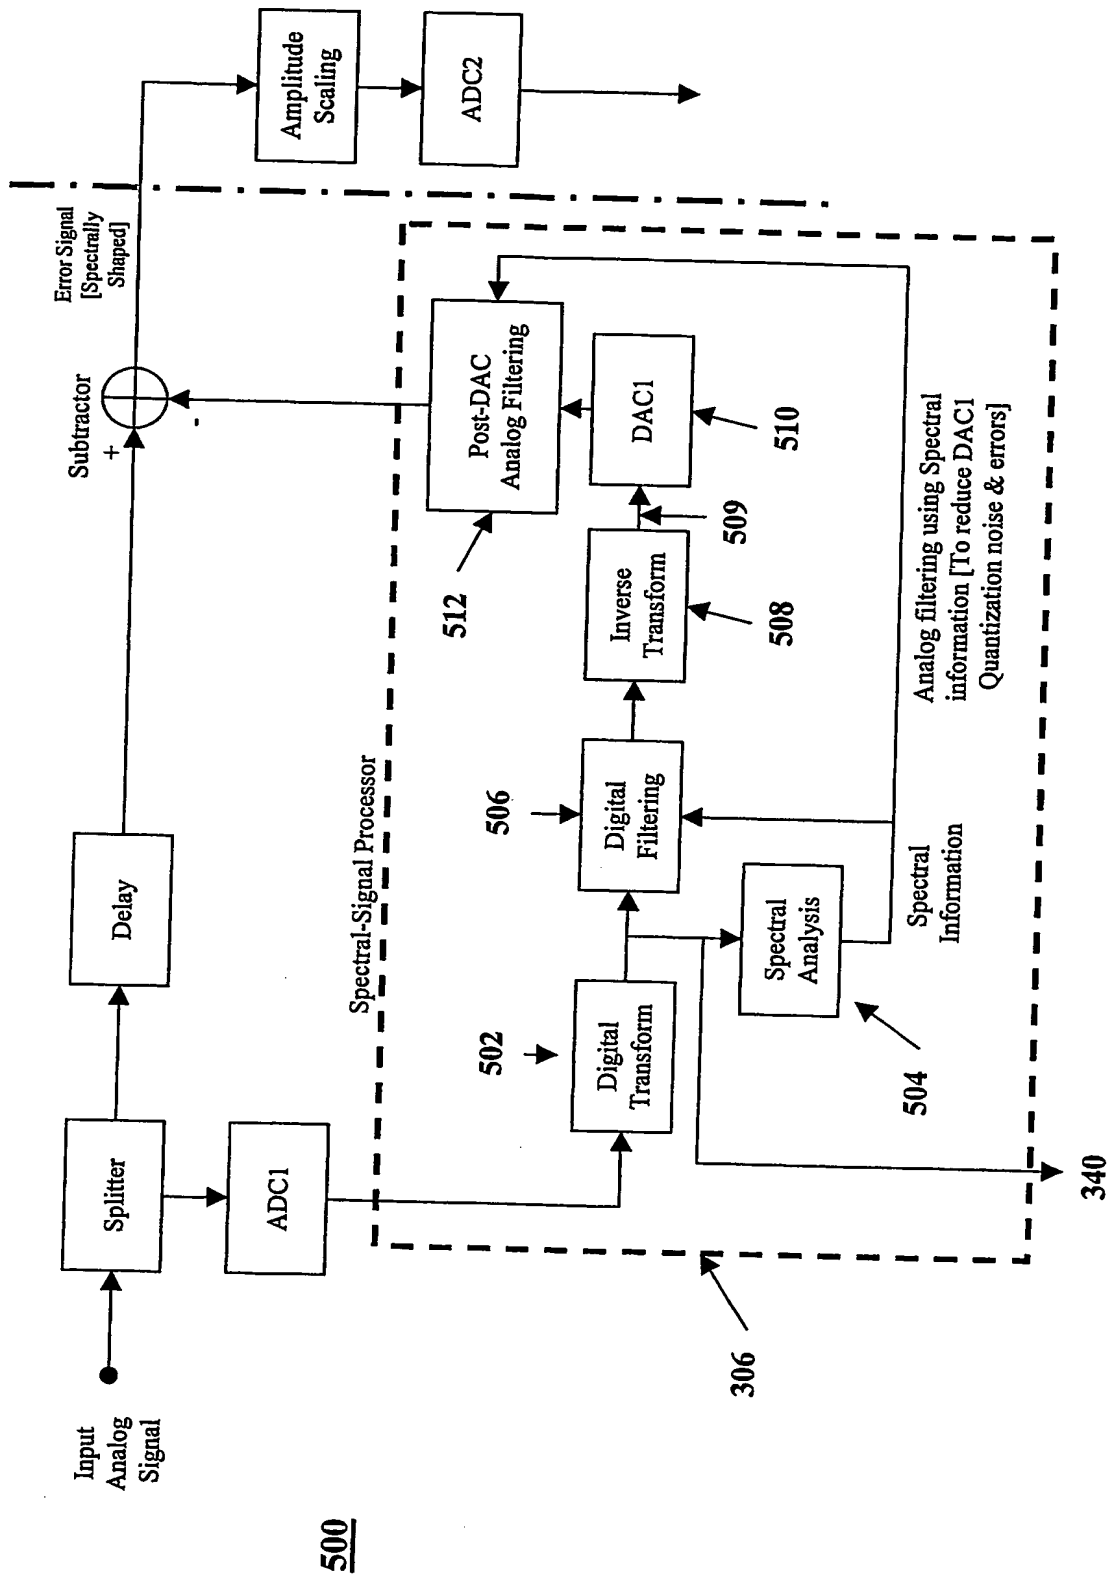 500
Input
Analog
Signal
Splitter
Delay
Subtractor
+
-
Error Signal
[Spectrally
Shaped]
Amplitude
Scaling
ADC2
ADC1
Spectral-Signal Processor
306
502
Digital
Transform
504
Spectral
Analysis
Spectral
Information
506
Digital
Filtering
Inverse
Transform
508
509
DAC1
510
Post-DAC
Analog Filtering
512
Analog filtering using Spectral
information [To reduce DAC1
Quantization noise & errors]
340